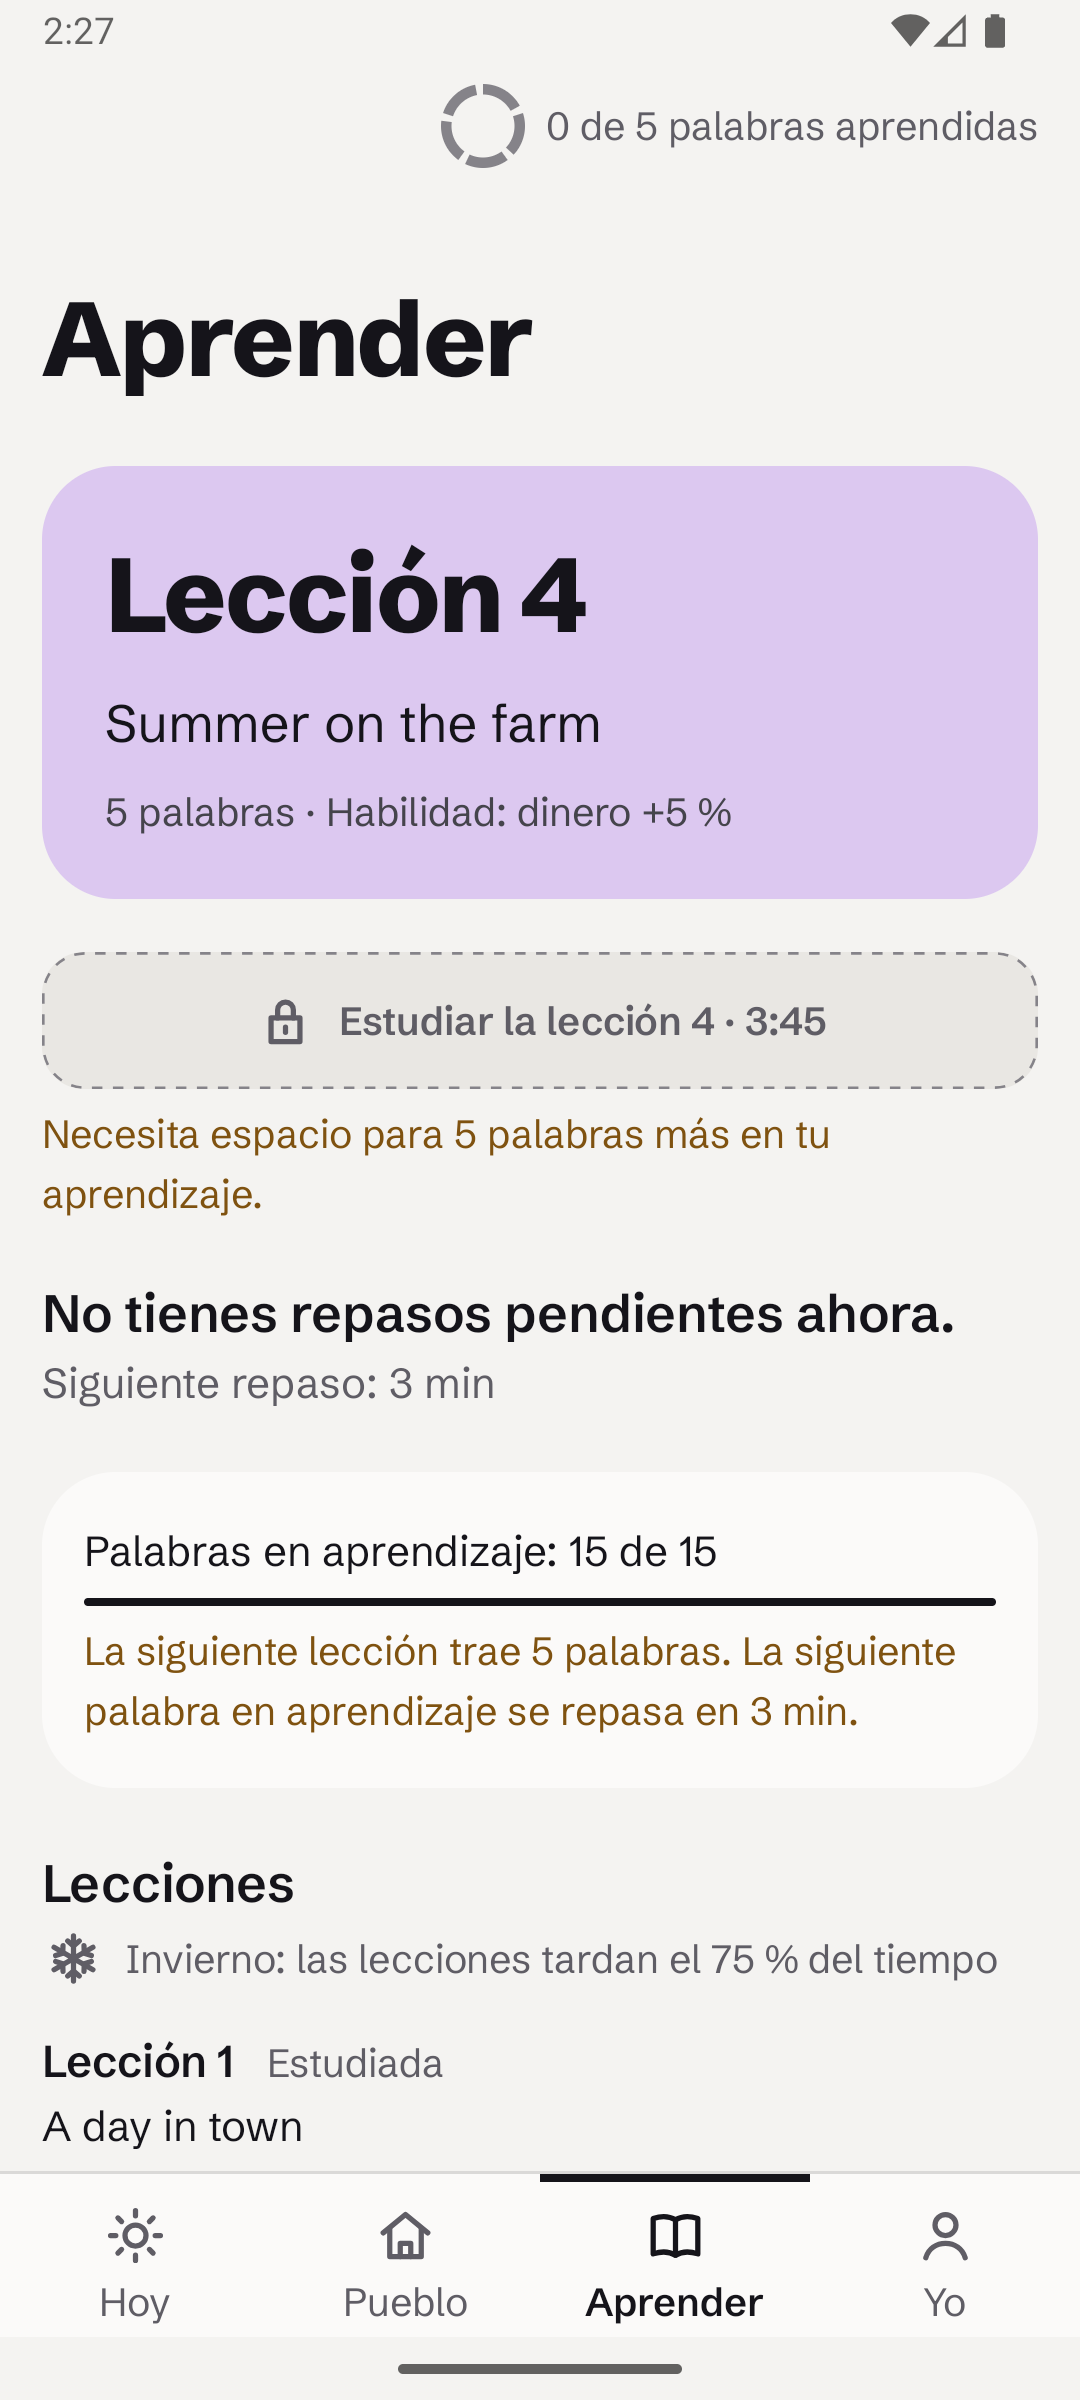 2:27
0 de 5 palabras aprendidas
Aprender
Lección 4
Summer on the farm
5 palabras · Habilidad: dinero +5 %
Estudiar la lección 4 · 3:45
Necesita espacio para 5 palabras más en tu
aprendizaje.
No tienes repasos pendientes ahora.
Siguiente repaso: 3 min
Palabras en aprendizaje: 15 de 15
La siguiente lección trae 5 palabras. La siguiente
palabra en aprendizaje se repasa en 3 min.
Lecciones
Invierno: las lecciones tardan el 75 % del tiempo
Lección 1 Estudiada
A day in town
Hoy Pueblo Aprender Yo